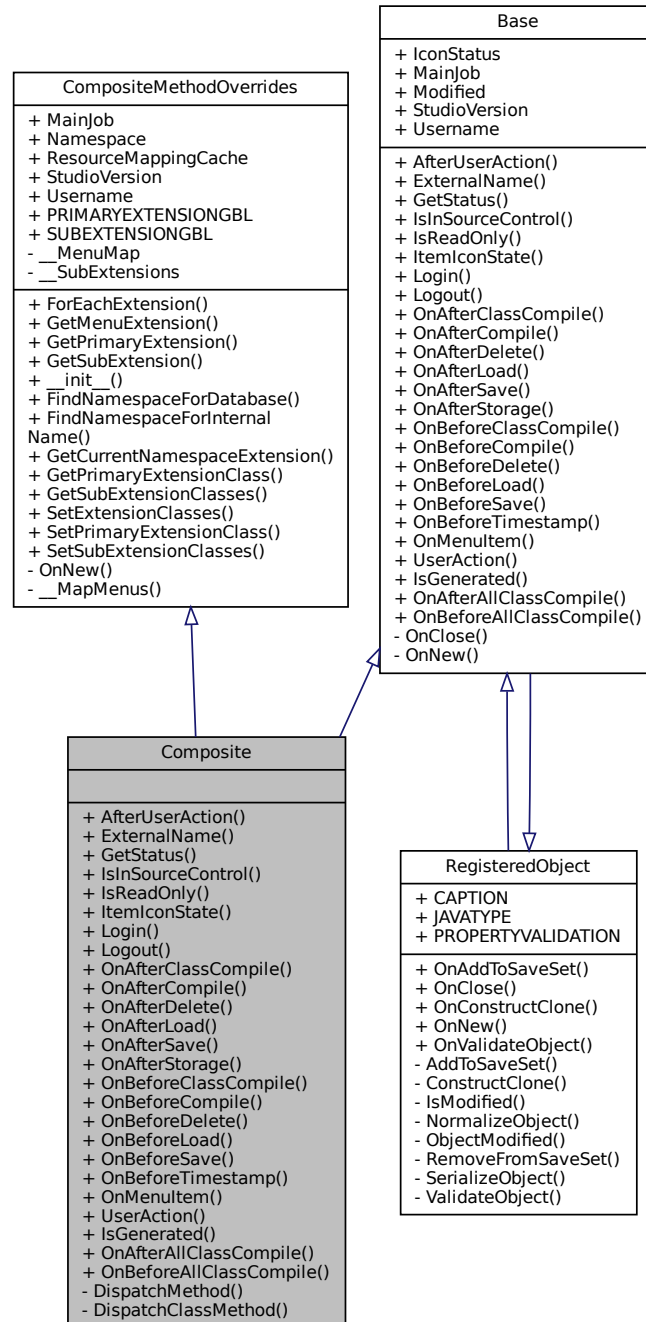 Base
+ IconStatus
+ MainJob
+ Modified
+ StudioVersion
+ Username
+ AfterUserAction()
+ ExternalName()
+ GetStatus()
+ IsInSourceControl()
+ IsReadOnly()
+ ItemIconState()
+ Login()
+ Logout()
+ OnAfterClassCompile()
+ OnAfterCompile()
+ OnAfterDelete()
+ OnAfterLoad()
+ OnAfterSave()
+ OnAfterStorage()
+ OnBeforeClassCompile()
+ OnBeforeCompile()
+ OnBeforeDelete()
+ OnBeforeLoad()
+ OnBeforeSave()
+ OnBeforeTimestamp()
+ OnMenuItem()
+ UserAction()
+ IsGenerated()
+ OnAfterAllClassCompile()
+ OnBeforeAllClassCompile()
- OnClose()
- OnNew()
CompositeMethodOverrides
+ MainJob
+ Namespace
+ ResourceMappingCache
+ StudioVersion
+ Username
+ PRIMARYEXTENSIONGBL
+ SUBEXTENSIONGBL
- __MenuMap
- __SubExtensions
+ ForEachExtension()
+ GetMenuExtension()
+ GetPrimaryExtension()
+ GetSubExtension()
+ __init__()
+ FindNamespaceForDatabase()
+ FindNamespaceForInternal
Name()
+ GetCurrentNamespaceExtension()
+ GetPrimaryExtensionClass()
+ GetSubExtensionClasses()
+ SetExtensionClasses()
+ SetPrimaryExtensionClass()
+ SetSubExtensionClasses()
- OnNew()
- __MapMenus()
Composite
+ AfterUserAction()
+ ExternalName()
+ GetStatus()
+ IsInSourceControl()
+ IsReadOnly()
+ ItemIconState()
+ Login()
+ Logout()
+ OnAfterClassCompile()
+ OnAfterCompile()
+ OnAfterDelete()
+ OnAfterLoad()
+ OnAfterSave()
+ OnAfterStorage()
+ OnBeforeClassCompile()
+ OnBeforeCompile()
+ OnBeforeDelete()
+ OnBeforeLoad()
+ OnBeforeSave()
+ OnBeforeTimestamp()
+ OnMenuItem()
+ UserAction()
+ IsGenerated()
+ OnAfterAllClassCompile()
+ OnBeforeAllClassCompile()
- DispatchMethod()
- DispatchClassMethod()
RegisteredObject
+ CAPTION
+ JAVATYPE
+ PROPERTYVALIDATION
+ OnAddToSaveSet()
+ OnClose()
+ OnConstructClone()
+ OnNew()
+ OnValidateObject()
- AddToSaveSet()
- ConstructClone()
- IsModified()
- NormalizeObject()
- ObjectModified()
- RemoveFromSaveSet()
- SerializeObject()
- ValidateObject()